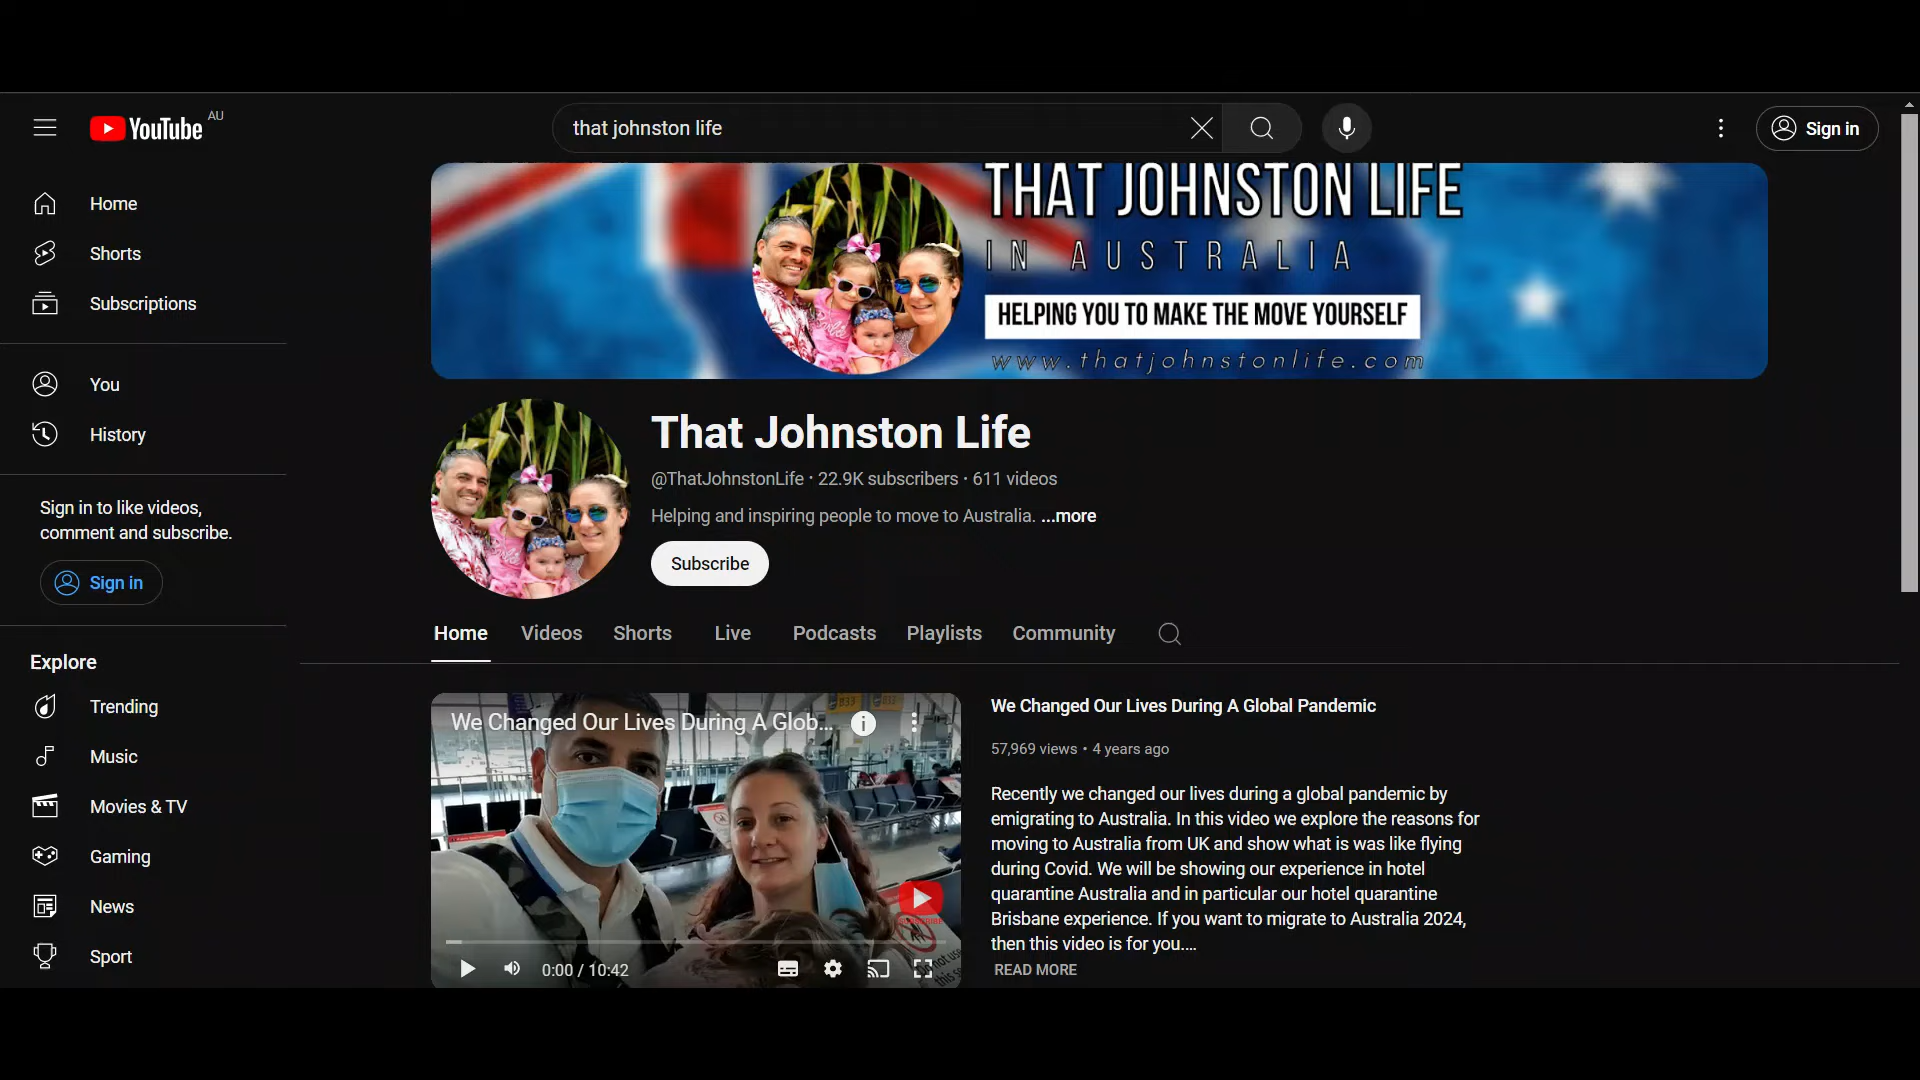 YouTube AU
that johnston life
Sign in
Home
Shorts
Subscriptions
You
History
Sign in to like videos,
comment and subscribe.
Sign in
Explore
Trending
Music
Movies & TV
Gaming
News
Sport
THAT JOHNSTON LIFE
IN AUSTRALIA
HELPING YOU TO MAKE THE MOVE YOURSELF
www.thatjohnstonlife.com
That Johnston Life
@ThatJohnstonLife • 22.9K subscribers • 611 videos
Helping and inspiring people to move to Australia. ...more
Subscribe
Home Videos Shorts Live Podcasts Playlists Community
We Changed Our Lives During A Glob...
B33 B33
0:00 / 10:42
We Changed Our Lives During A Global Pandemic
57,969 views • 4 years ago
Recently we changed our lives during a global pandemic by
emigrating to Australia. In this video we explore the reasons for
moving to Australia from UK and show what is was like flying
during Covid. We will be showing our experience in hotel
quarantine Australia and in particular our hotel quarantine
Brisbane experience. If you want to migrate to Australia 2024,
then this video is for you....
READ MORE